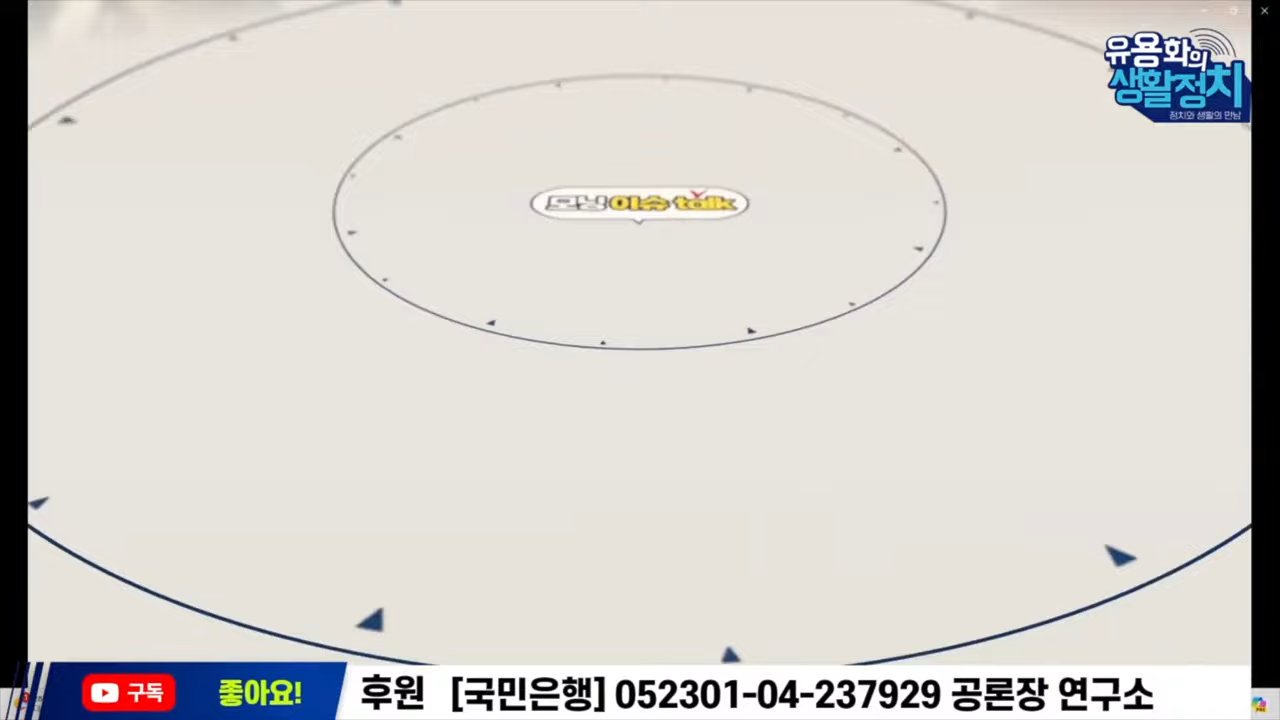 유용화의
생활정치
정치와 생활의 만남
모닝 이슈 talk
구독 좋아요! 후원 [국민은행] 052301-04-237929 공론장 연구소